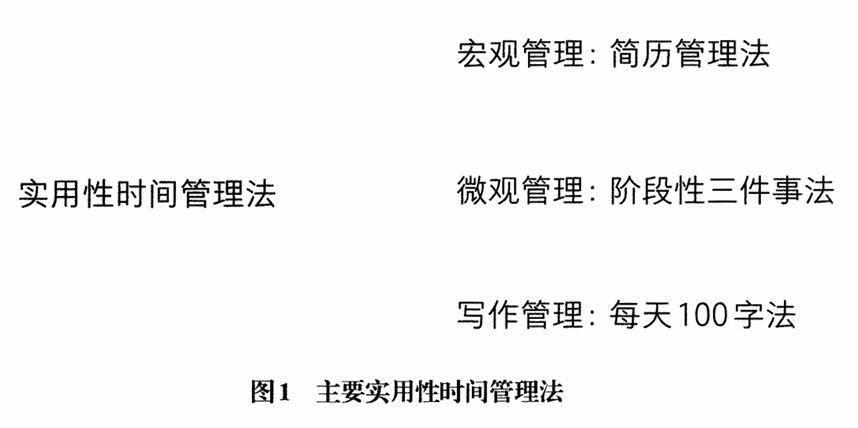 宏观管理：简历管理法
实用性时间管理法
微观管理：阶段性三件事法
写作管理：每天100字法
图1 主要实用性时间管理法